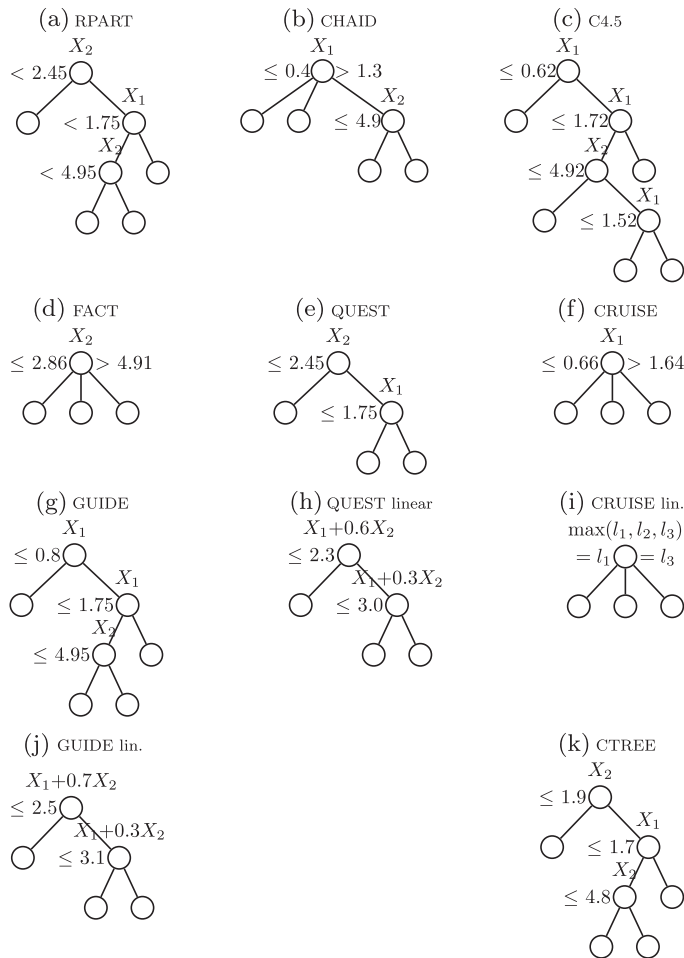 (a) RPART
X₂
< 2.45
X₁
< 1.75
X₂
< 4.95
(b) CHAID
X₁
≤ 0.4 > 1.3
X₂
≤ 4.9
(c) C4.5
X₁
≤ 0.62
X₁
≤ 1.72
X₂
≤ 4.92
X₁
≤ 1.52
(d) FACT
X₂
≤ 2.86 > 4.91
(e) QUEST
X₂
≤ 2.45
X₁
≤ 1.75
(f) CRUISE
X₁
≤ 0.66 > 1.64
(g) GUIDE
X₁
≤ 0.8
X₁
≤ 1.75
X₂
≤ 4.95
(h) QUEST linear
X₁+0.6X₂
≤ 2.3
X₁+0.3X₂
≤ 3.0
(i) CRUISE lin.
max(l₁, l₂, l₃)
= l₁ = l₃
(j) GUIDE lin.
X₁+0.7X₂
≤ 2.5
X₁+0.3X₂
≤ 3.1
(k) CTREE
X₂
≤ 1.9
X₁
≤ 1.7
X₂
≤ 4.8